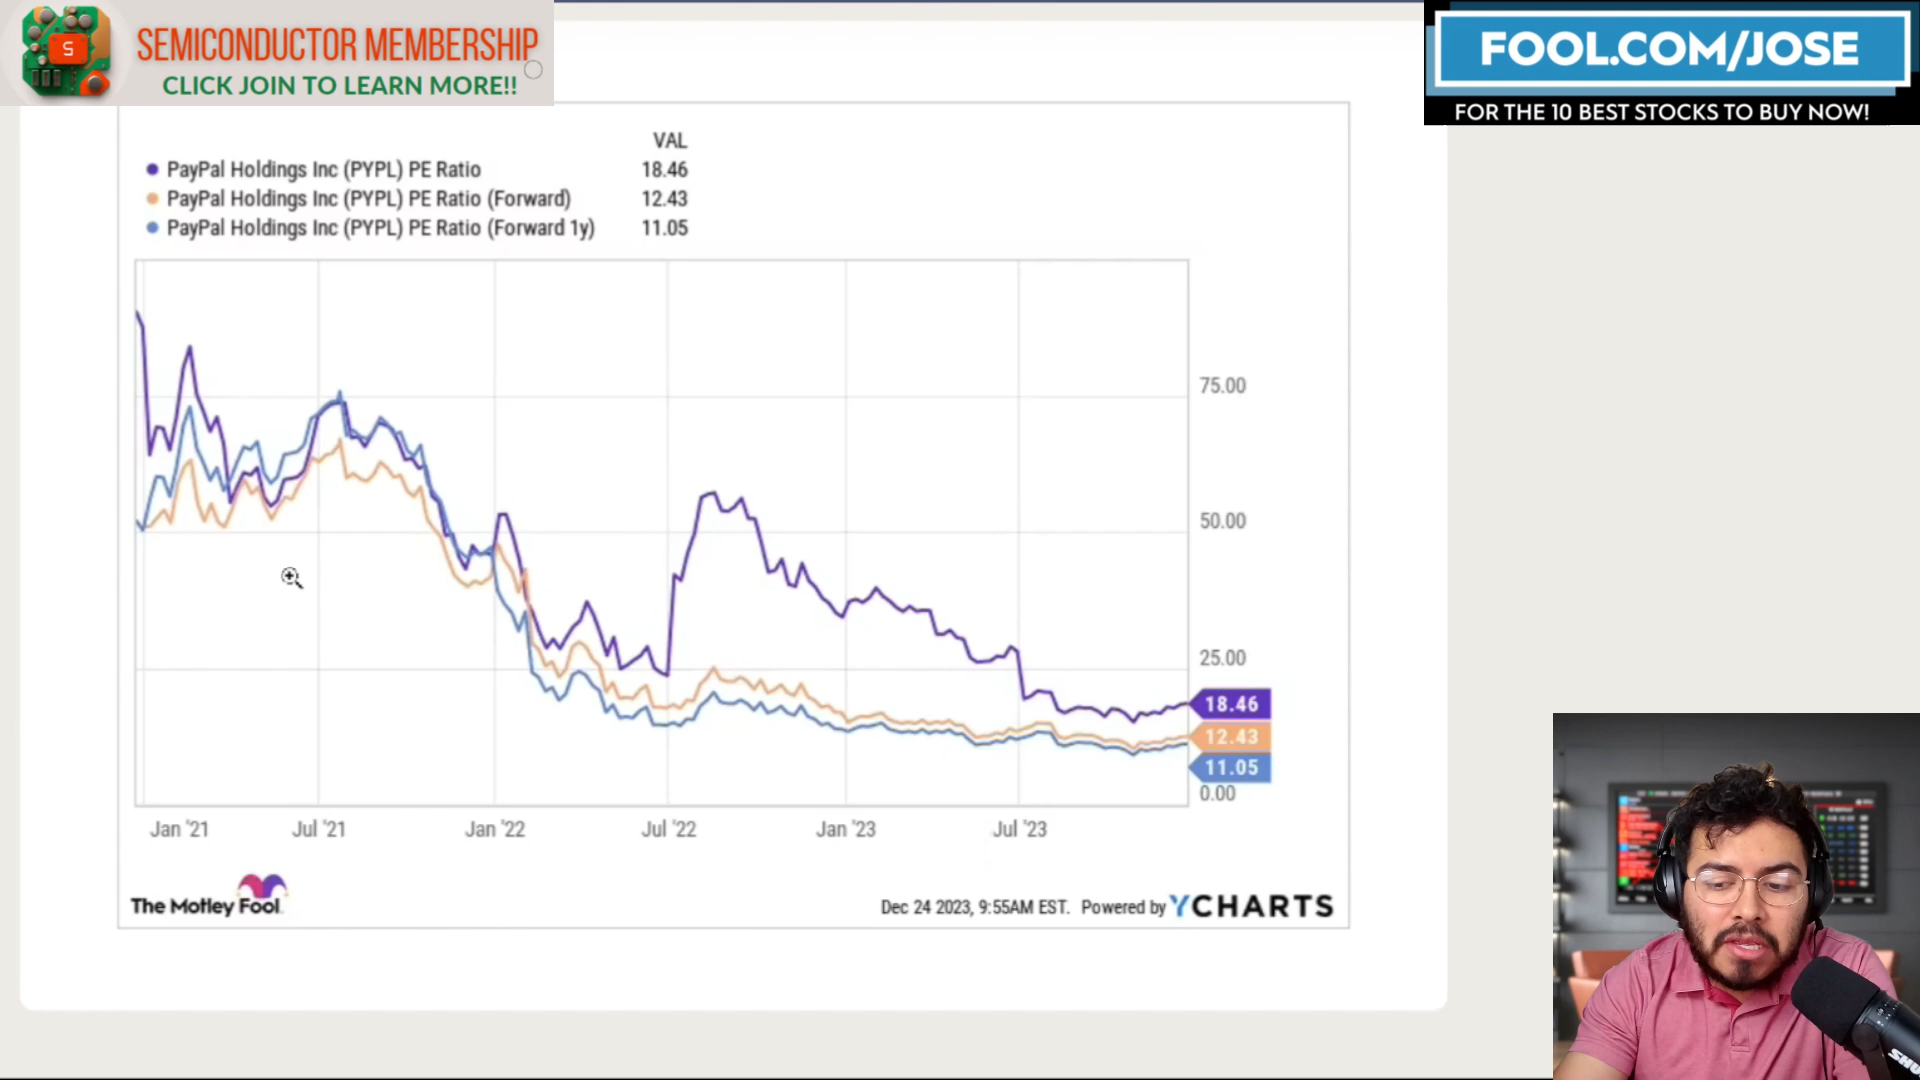 S
SEMICONDUCTOR MEMBERSHIP
CLICK JOIN TO LEARN MORE!!
FOOL.COM/JOSE
FOR THE 10 BEST STOCKS TO BUY NOW!
VAL
PayPal Holdings Inc (PYPL) PE Ratio 18.46
PayPal Holdings Inc (PYPL) PE Ratio (Forward) 12.43
PayPal Holdings Inc (PYPL) PE Ratio (Forward 1y) 11.05
75.00
50.00
25.00
18.46
12.43
11.05
0.00
Jan '21 Jul '21 Jan '22 Jul '22 Jan '23 Jul '23
The Motley Fool.
Dec 24 2023, 9:55AM EST. Powered by YCHARTS